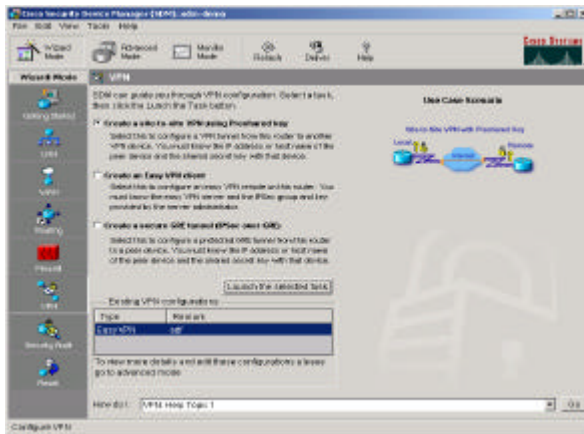 Cisco Security Device Manager (SDM):
File Edit View Tools Help
Wizard Mode
Advanced Mode
Monitor Mode
Refresh
Deliver
Help
Cisco Systems
Wizard Mode
VPN
SDM can guide you through VPN configuration. Select a task,
then click the Launch the Task button.
Use Case Scenario
Create a site-to-site VPN using Preshared key
Select this to configure a VPN tunnel from this router to another
VPN device. You must know the IP address or host name of the
peer device and the shared secret key with that device.
Site to Site VPN with Preshared Key
Local
Internet
Remote
Create an Easy VPN client
Select this to configure an easy VPN remote on this router. You
must know the easy VPN server and the IPSec group and key
provided by the server administrator.
Create a secure GRE tunnel (IPSec over GRE)
Select this to configure a protected GRE tunnel from this router
to a peer device. You must know the IP address or host name
of the peer device and the shared secret key with that device.
Launch the selected task
Existing VPN configurations
Type Remark
Easy VPN
To view more details and edit these configurations please
go to advanced mode
Getting Started
LAN
WAN
Routing
Firewall
VPN
Security Audit
Reset
How do I: VPN Help Topic 1
Go
Configure VPN